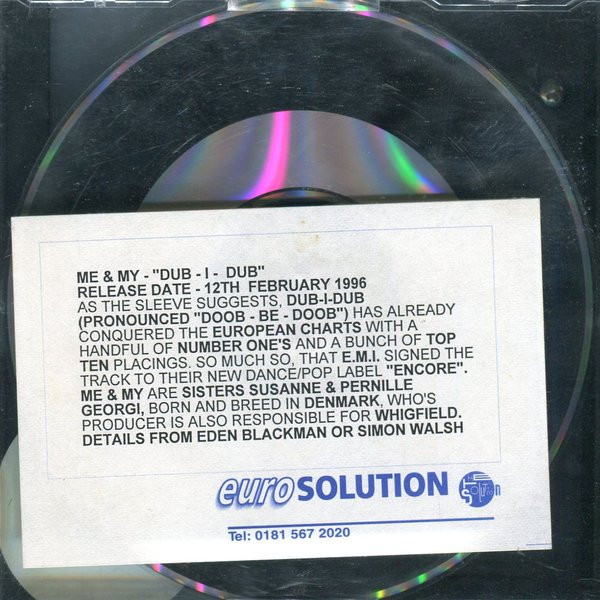 ME & MY - "DUB - I - DUB"
RELEASE DATE - 12TH FEBRUARY 1996
AS THE SLEEVE SUGGESTS, DUB-I-DUB
(PRONOUNCED "DOOB - BE - DOOB") HAS ALREADY
CONQUERED THE EUROPEAN CHARTS WITH A
HANDFUL OF NUMBER ONE'S AND A BUNCH OF TOP
TEN PLACINGS. SO MUCH SO, THAT E.M.I. SIGNED THE
TRACK TO THEIR NEW DANCE/POP LABEL "ENCORE".
ME & MY ARE SISTERS SUSANNE & PERNILLE
GEORGI, BORN AND BREED IN DENMARK, WHO'S
PRODUCER IS ALSO RESPONSIBLE FOR WHIGFIELD.
DETAILS FROM EDEN BLACKMAN OR SIMON WALSH
euroSOLUTION
THE SOLUTION
Tel: 0181 567 2020